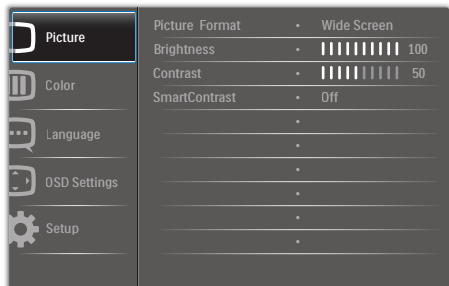 Picture
Color
Language
OSD Settings
Setup
Picture Format • Wide Screen
Brightness • 100
Contrast • 50
SmartContrast • Off
•
•
•
•
•
•